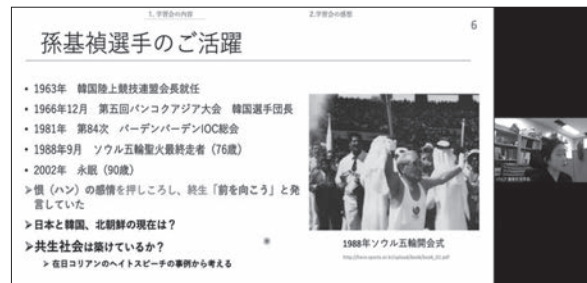 1. 学習会の内容
2.学習会の感想
6
孫基禎選手のご活躍
• 1963年　韓国陸上競技連盟会長就任
• 1966年12月　第五回バンコクアジア大会　韓国選手団長
• 1981年　第84次　バーデンバーデンIOC総会
• 1988年9月　ソウル五輪聖火最終走者（76歳）
• 2002年　永眠（90歳）
➢恨（ハン）の感情を押しころし、終生「前を向こう」と発
言していた
➢日本と韓国、北朝鮮の現在は？
➢共生社会は築けているか？
➢ 在日コリアンのヘイトスピーチの事例から考える
1988年ソウル五輪開会式